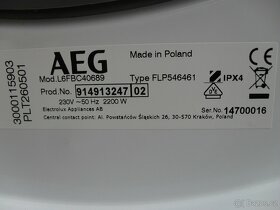 AEG
Made in Poland
Mod.L6FBC40689
Type FLP546461
Prod.No. 914913247 02
IPX4
230V ~ 50 Hz 2200 W
Electrolux Appliances AB
Central contact point: Al. Powstańców Śląskich 26, 30-570 Kraków, Poland
Ser.No
14700016
3000115903
PLT260501